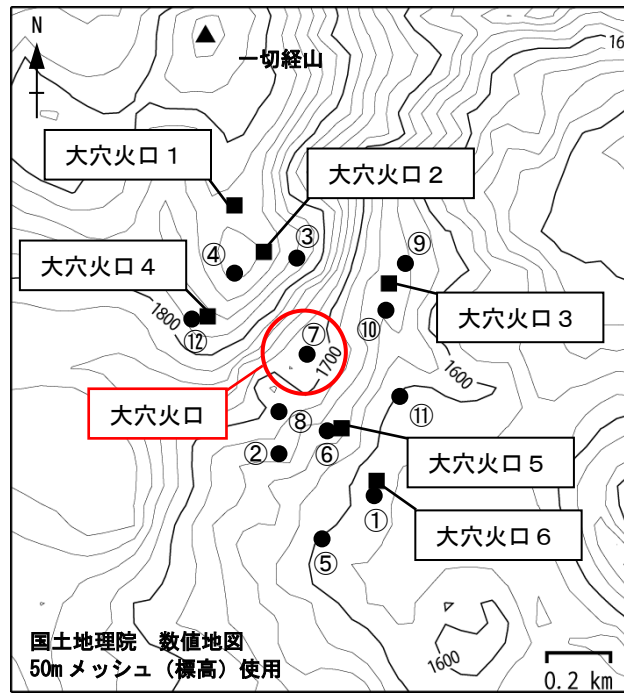 N
一切経山
16
大穴火口1
大穴火口2
③
④
⑨
大穴火口4
大穴火口3
1800
⑫
⑩
⑦
1700
1600
大穴火口
⑪
⑧
⑥
②
大穴火口5
①
大穴火口6
⑤
国土地理院　数値地図
50mメッシュ（標高）使用
1600
0.2 km